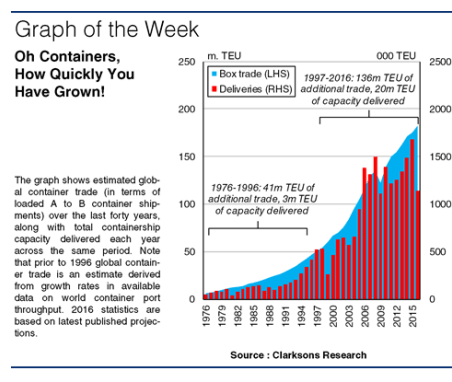 Graph of the Week
Oh Containers,
How Quickly You
Have Grown!
The graph shows estimated glob-
al container trade (in terms of
loaded A to B container ship-
ments) over the last forty years,
along with total containership
capacity delivered each year
across the same period. Note
that prior to 1996 global contain-
er trade is an estimate derived
from growth rates in available
data on world container port
throughput. 2016 statistics are
based on latest published projec-
tions.
m. TEU
000 TEU
Box trade (LHS)
Deliveries (RHS)
1997-2016: 136m TEU of
additional trade, 20m TEU
of capacity delivered
1976-1996: 41m TEU of
additional trade, 3m TEU
of capacity delivered
250
200
150
100
50
0
2500
2000
1500
1000
500
0
1976
1979
1982
1985
1988
1991
1994
1997
2000
2003
2006
2009
2012
2015
Source : Clarksons Research